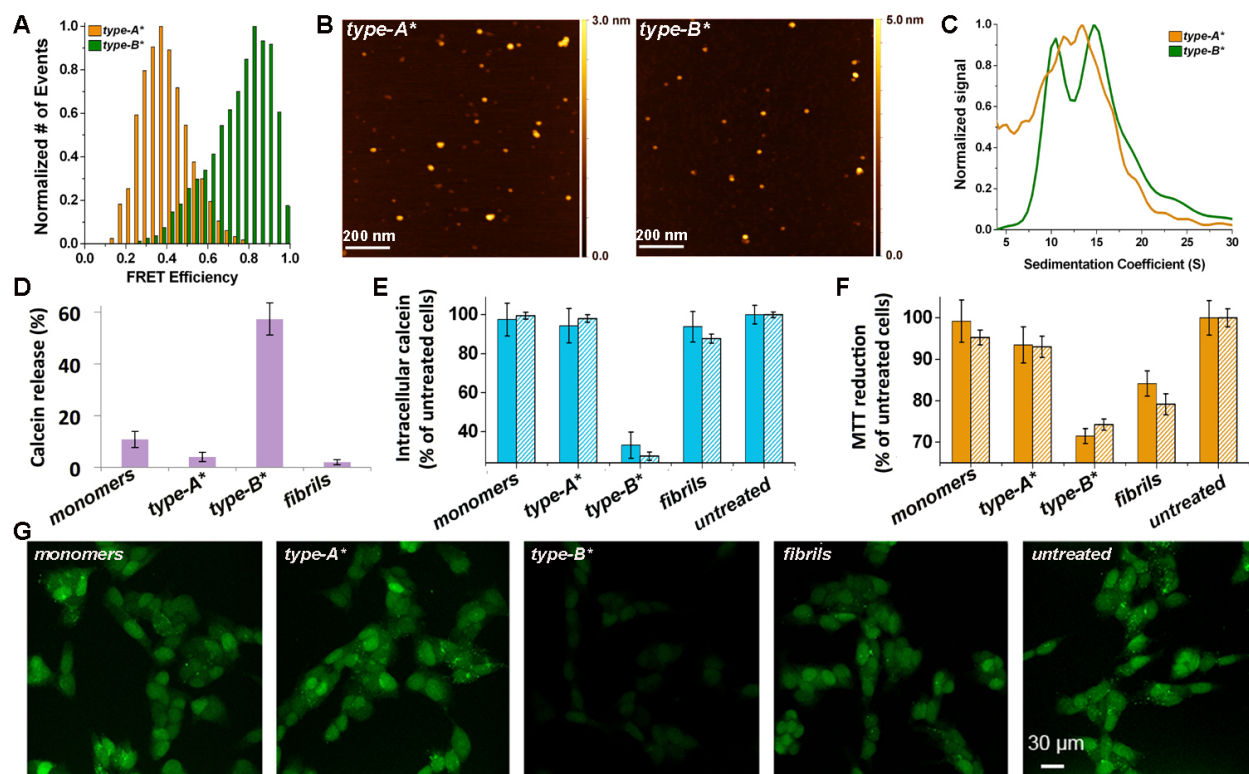 A
type-A*
type-B*
Normalized # of Events
1.0
0.8
0.6
0.4
0.2
0.0
0.0 0.2 0.4 0.6 0.8 1.0
FRET Efficiency
B
type-A*
200 nm
3.0 nm
0.0
type-B*
200 nm
5.0 nm
0.0
C
type-A*
type-B*
Normalized signal
1.0
0.8
0.6
0.4
0.2
0.0
5 10 15 20 25 30
Sedimentation Coefficient (S)
D
Calcein release (%)
60
40
20
0
monomers
type-A*
type-B*
fibrils
E
Intracellular calcein
(% of untreated cells)
100
80
60
40
monomers
type-A*
type-B*
fibrils
untreated
F
MTT reduction
(% of untreated cells)
100
90
80
70
monomers
type-A*
type-B*
fibrils
untreated
G
monomers
type-A*
type-B*
fibrils
untreated
30 µm